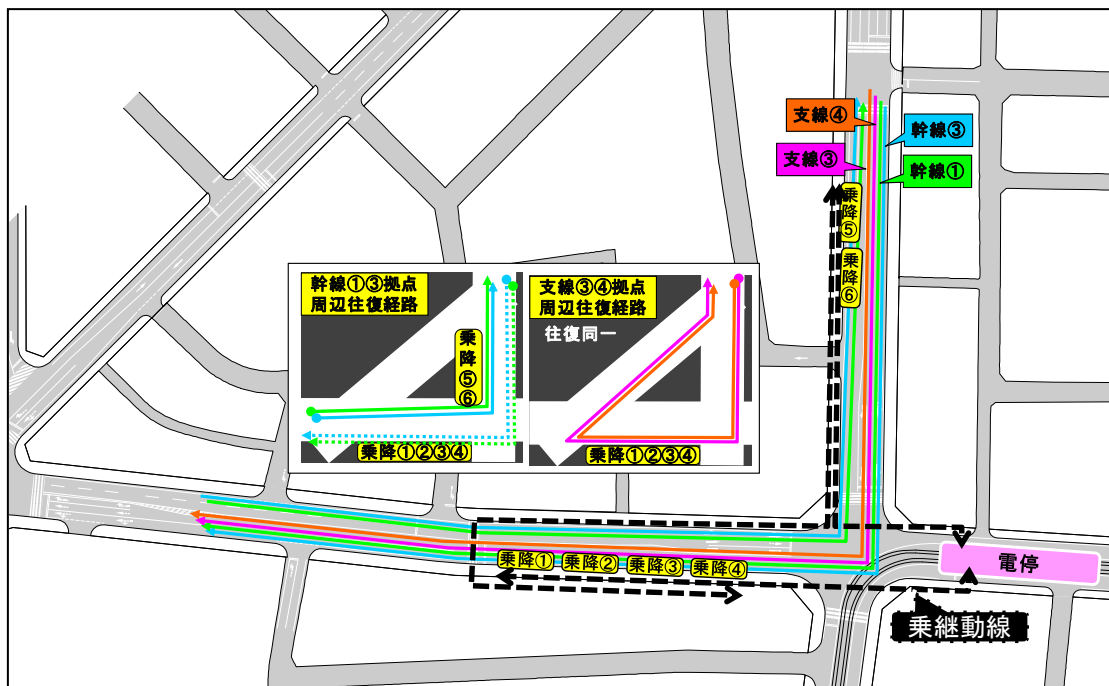 支線④
幹線③
支線③
幹線①
乗降⑤
乗降⑥
幹線①③拠点
周辺往復経路
乗降⑤⑥
乗降①②③④
支線③④拠点
周辺往復経路
往復同一
乗降①②③④
乗降①
乗降②
乗降③
乗降④
電停
乗継動線